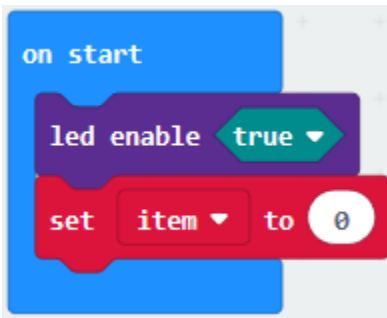 on start
led enable true
set item to 0